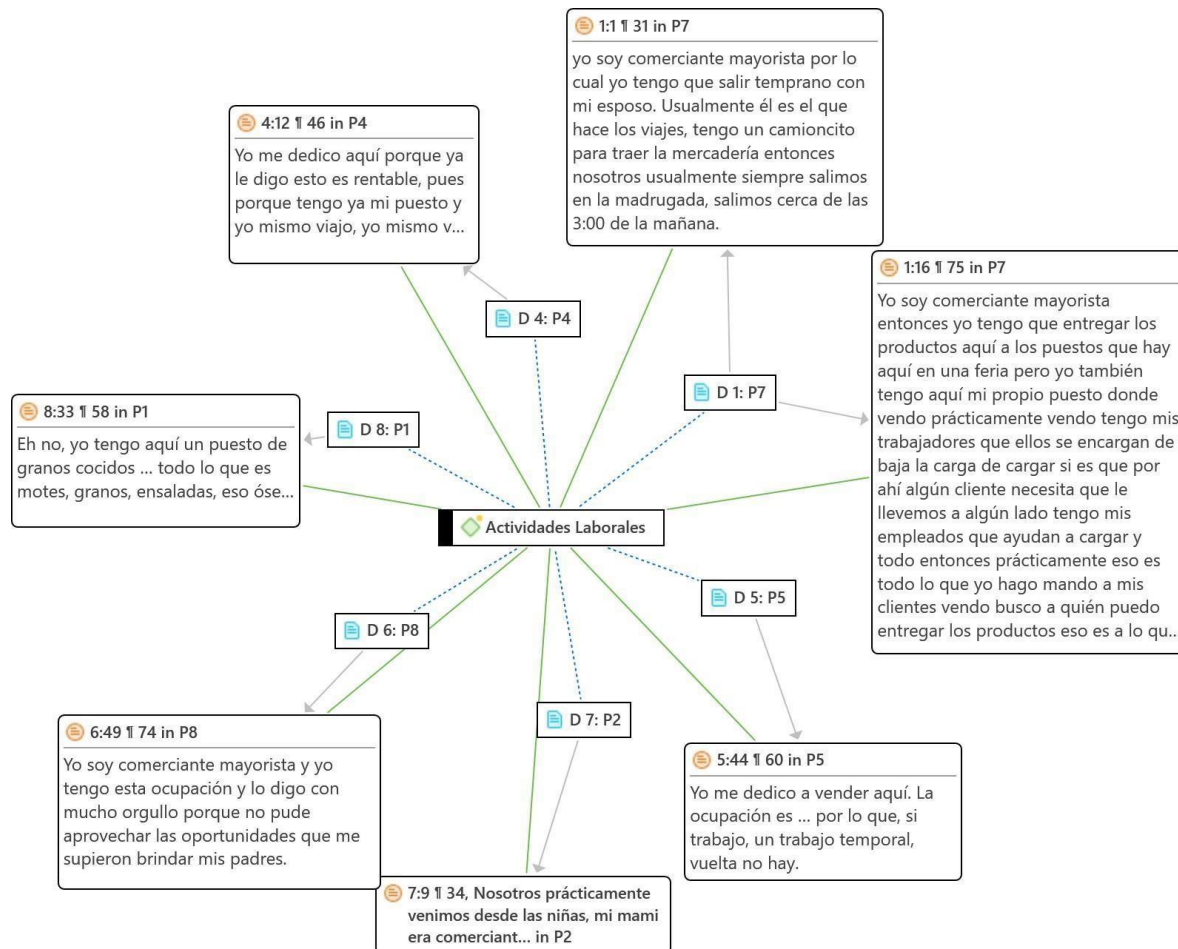 1:1 ¶ 31 in P7
yo soy comerciante mayorista por lo
cual yo tengo que salir temprano con
mi esposo. Usualmente él es el que
hace los viajes, tengo un camioncito
para traer la mercadería entonces
nosotros usualmente siempre salimos
en la madrugada, salimos cerca de las
3:00 de la mañana.
4:12 ¶ 46 in P4
Yo me dedico aquí porque ya
le digo esto es rentable, pues
porque tengo ya mi puesto y
yo mismo viajo, yo mismo v...
1:16 ¶ 75 in P7
Yo soy comerciante mayorista
entonces yo tengo que entregar los
productos aquí a los puestos que hay
aquí en una feria pero yo también
tengo aquí mi propio puesto donde
vendo prácticamente vendo tengo mis
trabajadores que ellos se encargan de
baja la carga de cargar si es que por
ahí algún cliente necesita que le
llevemos a algún lado tengo mis
empleados que ayudan a cargar y
todo entonces prácticamente eso es
todo lo que yo hago mando a mis
clientes vendo busco a quién puedo
entregar los productos eso es a lo qu...
D 4: P4
D 1: P7
8:33 ¶ 58 in P1
Eh no, yo tengo aquí un puesto de
granos cocidos ... todo lo que es
motes, granos, ensaladas, eso óse...
D 8: P1
Actividades Laborales
D 5: P5
D 6: P8
D 7: P2
6:49 ¶ 74 in P8
Yo soy comerciante mayorista y yo
tengo esta ocupación y lo digo con
mucho orgullo porque no pude
aprovechar las oportunidades que me
supieron brindar mis padres.
5:44 ¶ 60 in P5
Yo me dedico a vender aquí. La
ocupación es ... por lo que, si
trabajo, un trabajo temporal,
vuelta no hay.
7:9 ¶ 34, Nosotros prácticamente
venimos desde las niñas, mi mami
era comerciant... in P2